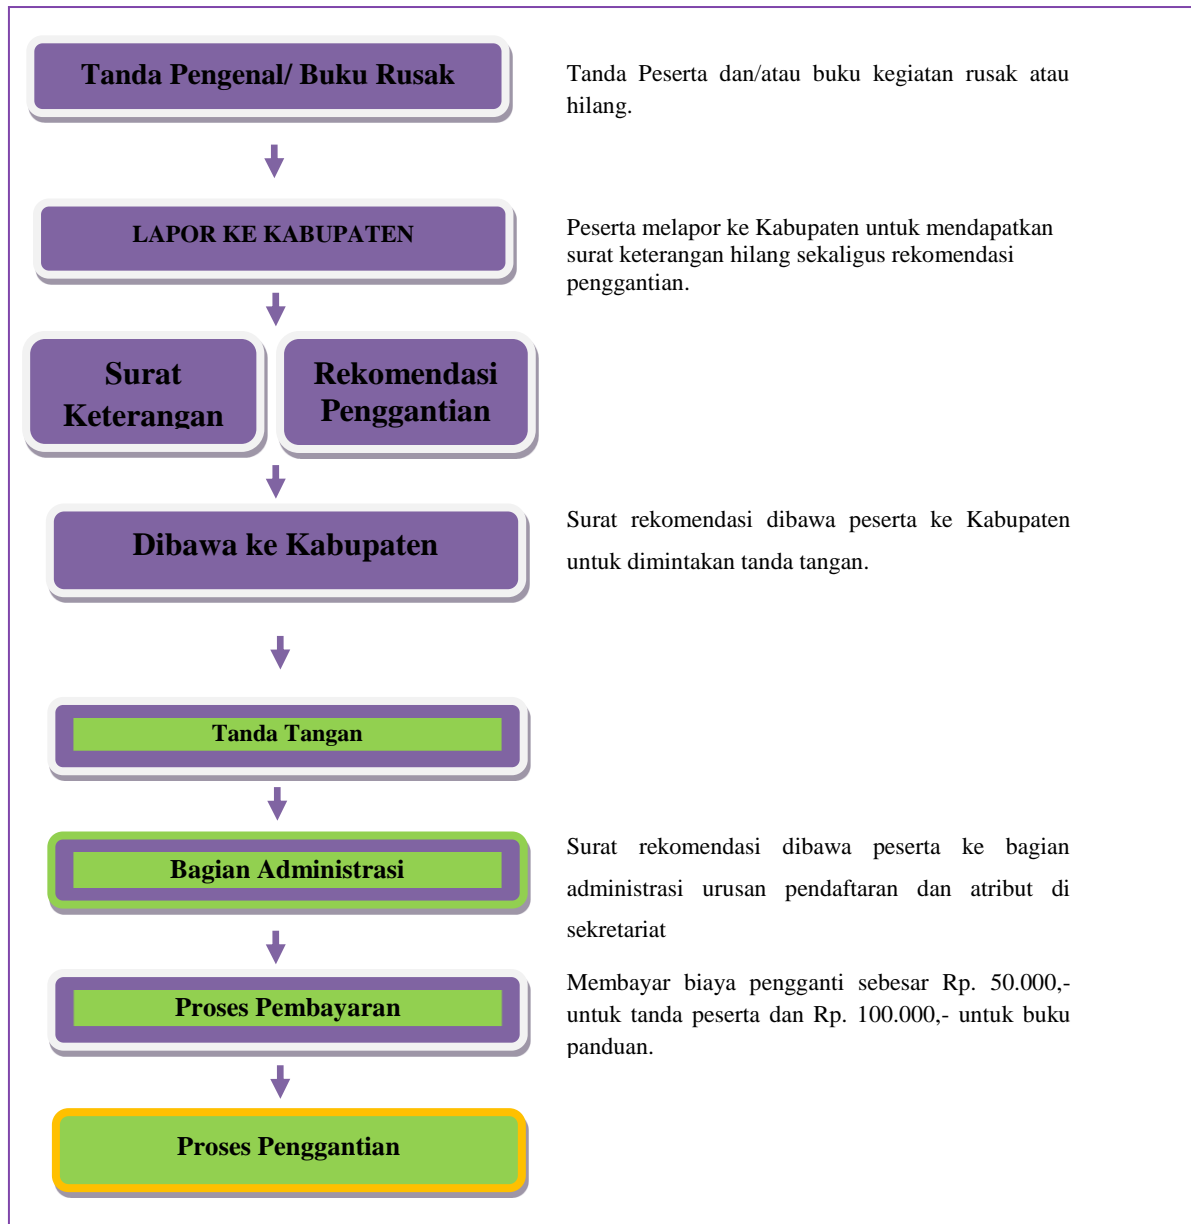 Tanda Pengenal/ Buku Rusak
Tanda Peserta dan/atau buku kegiatan rusak atau
hilang.
LAPOR KE KABUPATEN
Peserta melapor ke Kabupaten untuk mendapatkan
surat keterangan hilang sekaligus rekomendasi
penggantian.
Surat
Keterangan
Rekomendasi
Penggantian
Dibawa ke Kabupaten
Surat rekomendasi dibawa peserta ke Kabupaten
untuk dimintakan tanda tangan.
Tanda Tangan
Bagian Administrasi
Surat rekomendasi dibawa peserta ke bagian
administrasi urusan pendaftaran dan atribut di
sekretariat
Proses Pembayaran
Membayar biaya pengganti sebesar Rp. 50.000,-
untuk tanda peserta dan Rp. 100.000,- untuk buku
panduan.
Proses Penggantian